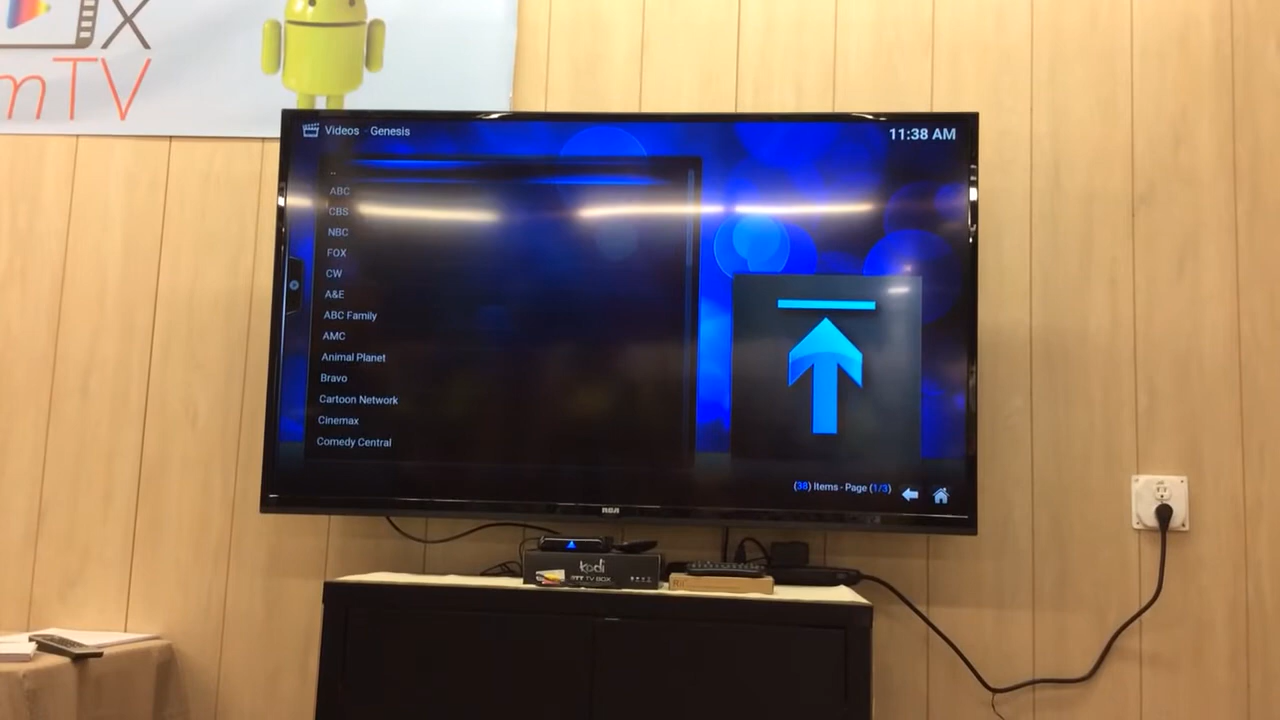 X
mTV
Videos - Genesis
11:38 AM
..
ABC
CBS
NBC
FOX
CW
A&E
ABC Family
AMC
Animal Planet
Bravo
Cartoon Network
Cinemax
Comedy Central
(38) Items - Page (1/3)
RCA
kodi
TV BOX